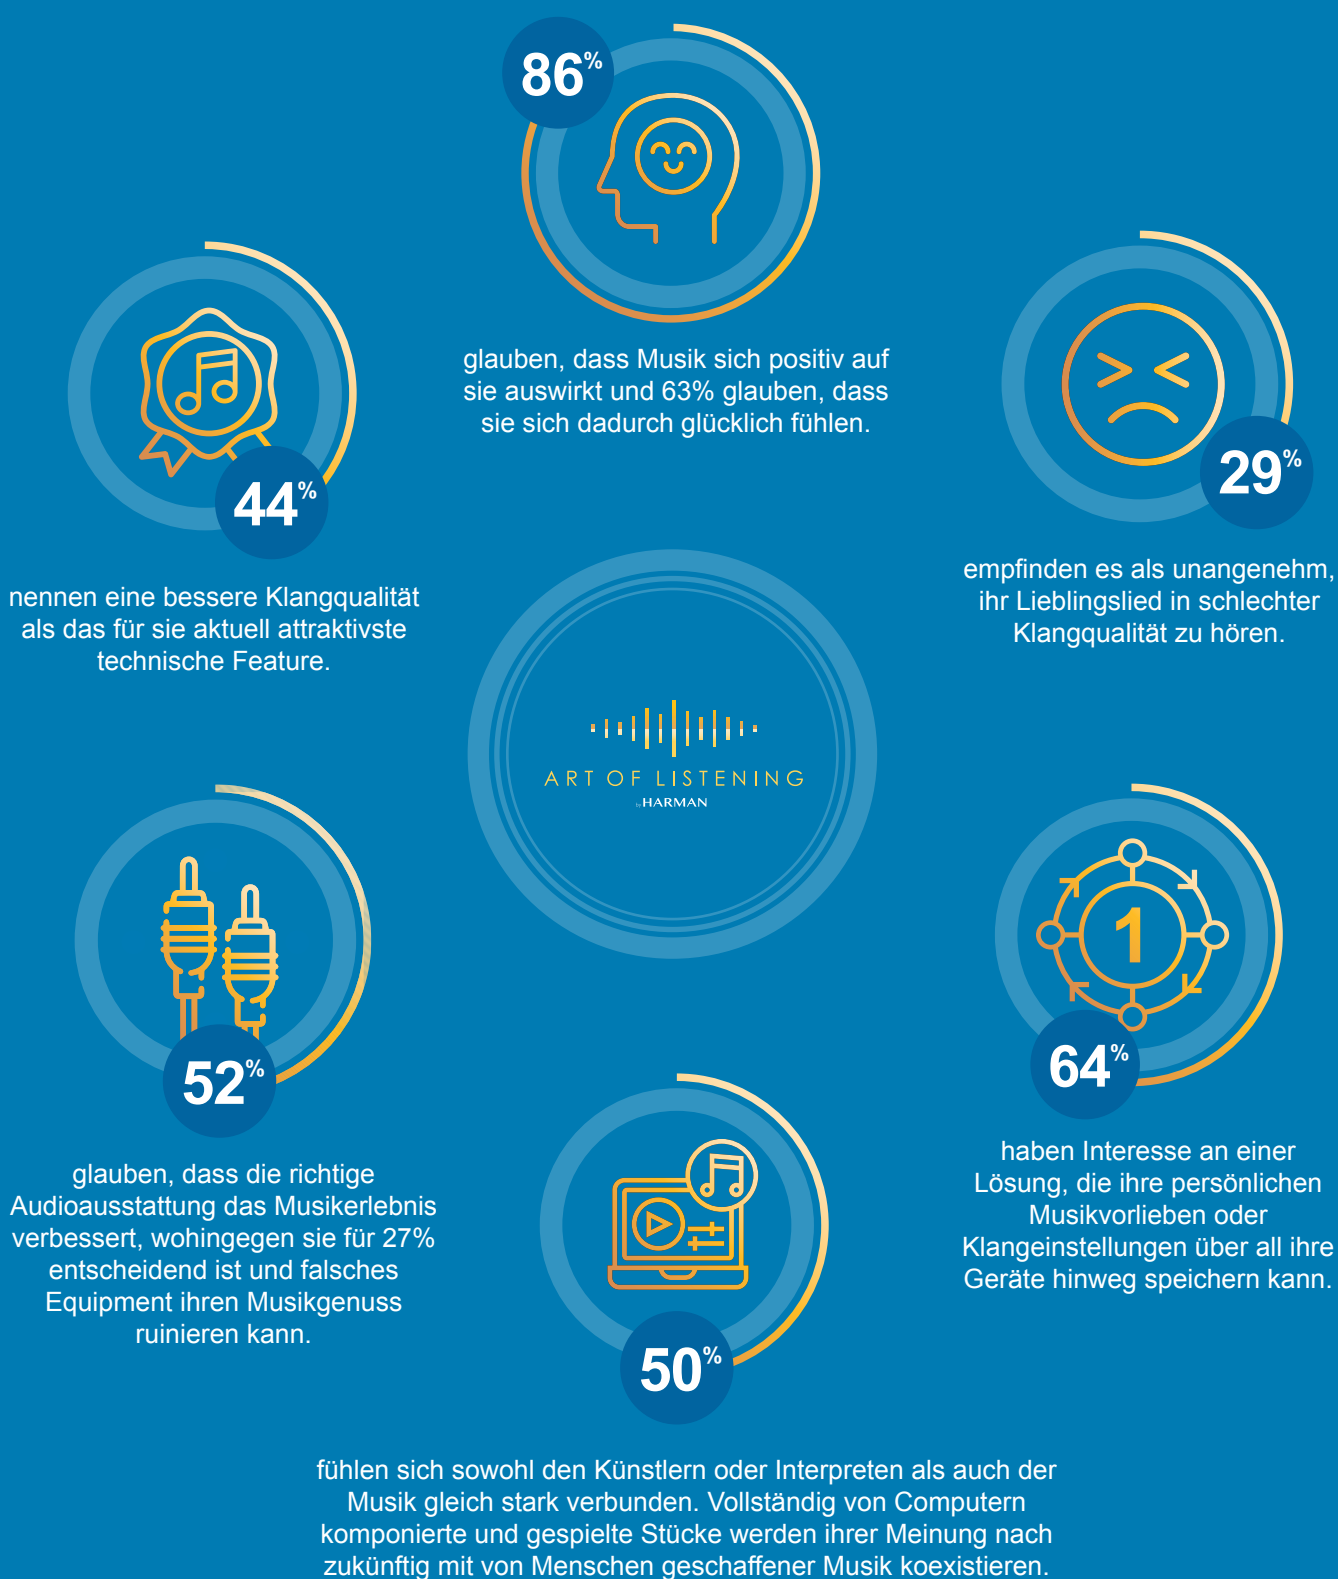 86%
glauben, dass Musik sich positiv auf
sie auswirkt und 63% glauben, dass
sie sich dadurch glücklich fühlen.
44%
nennen eine bessere Klangqualität
als das für sie aktuell attraktivste
technische Feature.
29%
empfinden es als unangenehm,
ihr Lieblingslied in schlechter
Klangqualität zu hören.
ART OF LISTENING
by HARMAN
52%
glauben, dass die richtige
Audioausstattung das Musikerlebnis
verbessert, wohingegen sie für 27%
entscheidend ist und falsches
Equipment ihren Musikgenuss
ruinieren kann.
1
64%
haben Interesse an einer
Lösung, die ihre persönlichen
Musikvorlieben oder
Klangeinstellungen über all ihre
Geräte hinweg speichern kann.
50%
fühlen sich sowohl den Künstlern oder Interpreten als auch der
Musik gleich stark verbunden. Vollständig von Computern
komponierte und gespielte Stücke werden ihrer Meinung nach
zukünftig mit von Menschen geschaffener Musik koexistieren.